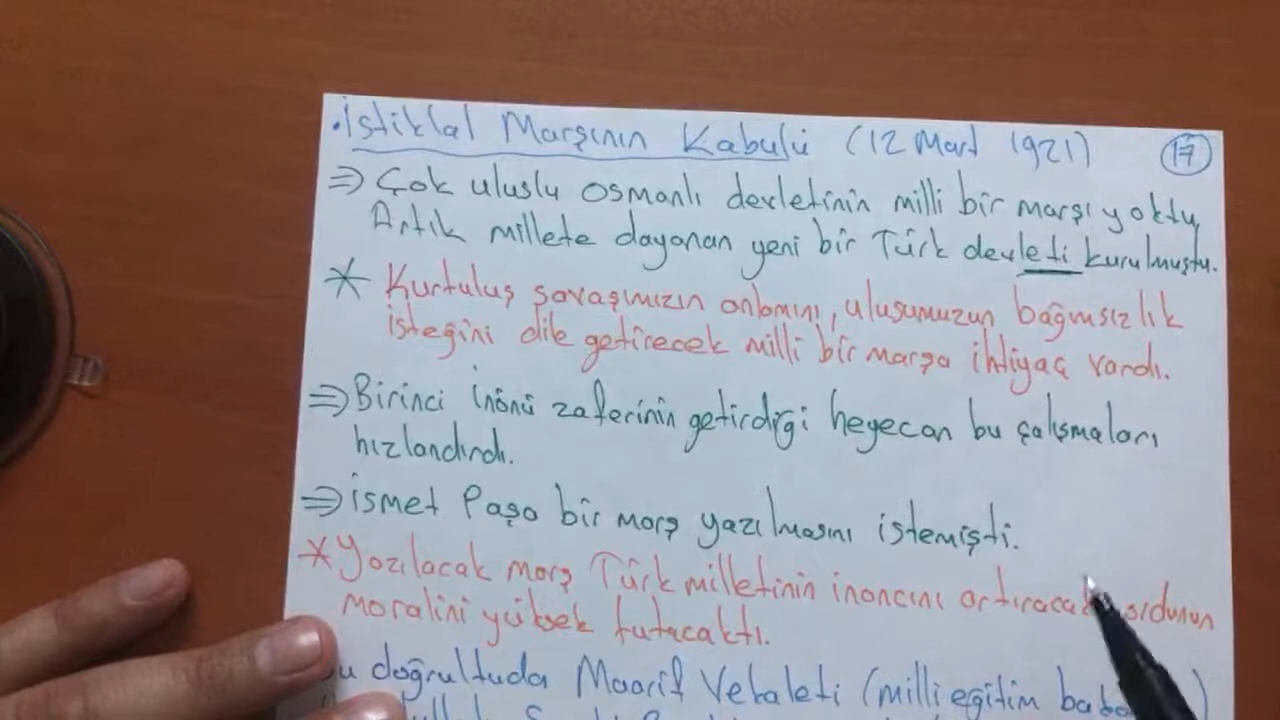 • İstiklal Marşının Kabulü (12 Mart 1921) 17
⇒ Çok uluslu Osmanlı devletinin milli bir marşı yoktu,
Artık millete dayanan yeni bir Türk devleti kurulmuştu.
* Kurtuluş savaşımızın anlamını, ulusumuzun bağımsızlık
isteğini dile getirecek milli bir marşa ihtiyaç vardı.
⇒ Birinci İnönü zaferinin getirdiği heyecan bu çalışmaları
hızlandırdı.
⇒ İsmet Paşa bir marş yazılmasını istemişti.
* Yazılacak marş Türk milletinin inancını artıracak ordunun
moralini yüksek tutacaktı.
doğrultuda Maarif Vekaleti (milli eğitim